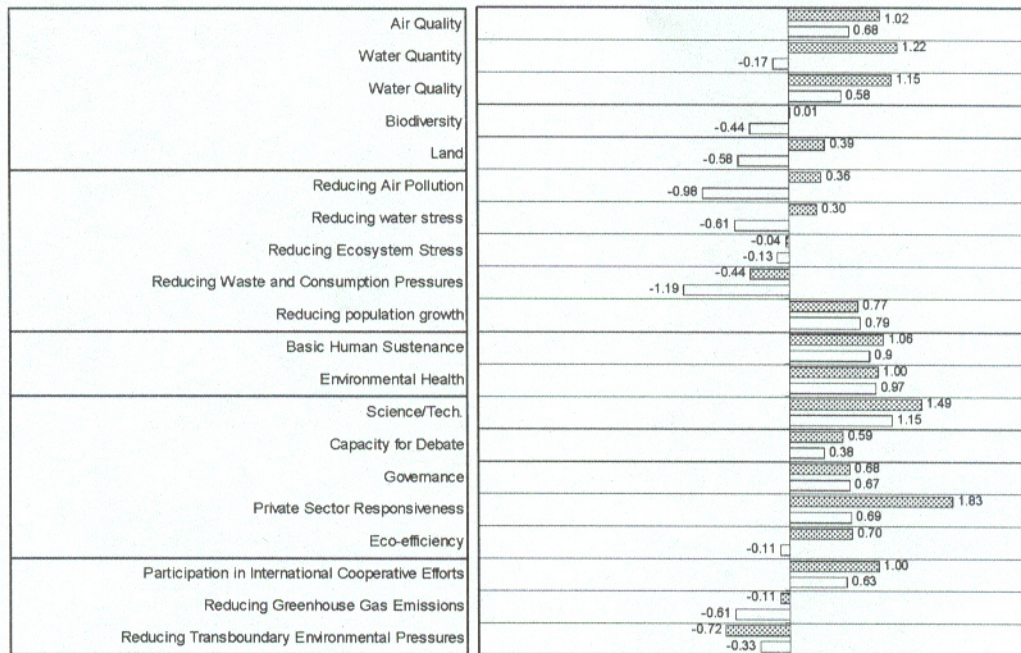 Air Quality
1.02
0.68
Water Quantity
1.22
-0.17
Water Quality
1.15
0.58
Biodiversity
0.01
-0.44
Land
0.39
-0.58
Reducing Air Pollution
0.36
-0.98
Reducing water stress
0.30
-0.61
Reducing Ecosystem Stress
-0.04
-0.13
Reducing Waste and Consumption Pressures
-0.44
-1.19
Reducing population growth
0.77
0.79
Basic Human Sustenance
1.06
0.9
Environmental Health
1.00
0.97
Science/Tech.
1.49
1.15
Capacity for Debate
0.59
0.38
Governance
0.68
0.67
Private Sector Responsiveness
1.83
0.69
Eco-efficiency
0.70
-0.11
Participation in International Cooperative Efforts
1.00
0.63
Reducing Greenhouse Gas Emissions
-0.11
-0.61
Reducing Transboundary Environmental Pressures
-0.72
-0.33